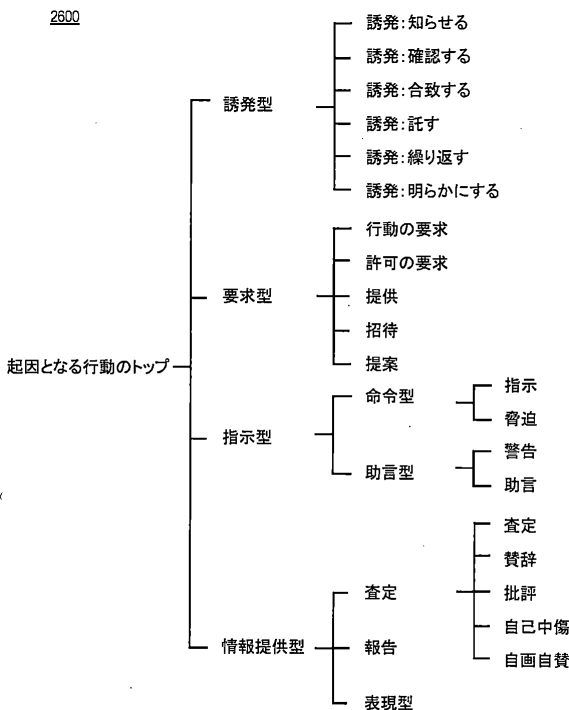 2600
誘発:知らせる
誘発:確認する
誘発型
誘発:合致する
誘発:託す
誘発:繰り返す
誘発:明らかにする
行動の要求
許可の要求
要求型
提供
招待
起因となる行動のトップ
提案
命令型
指示
脅迫
指示型
助言型
警告
助言
査定
賛辞
査定
批評
自己中傷
情報提供型
報告
自画自賛
表現型